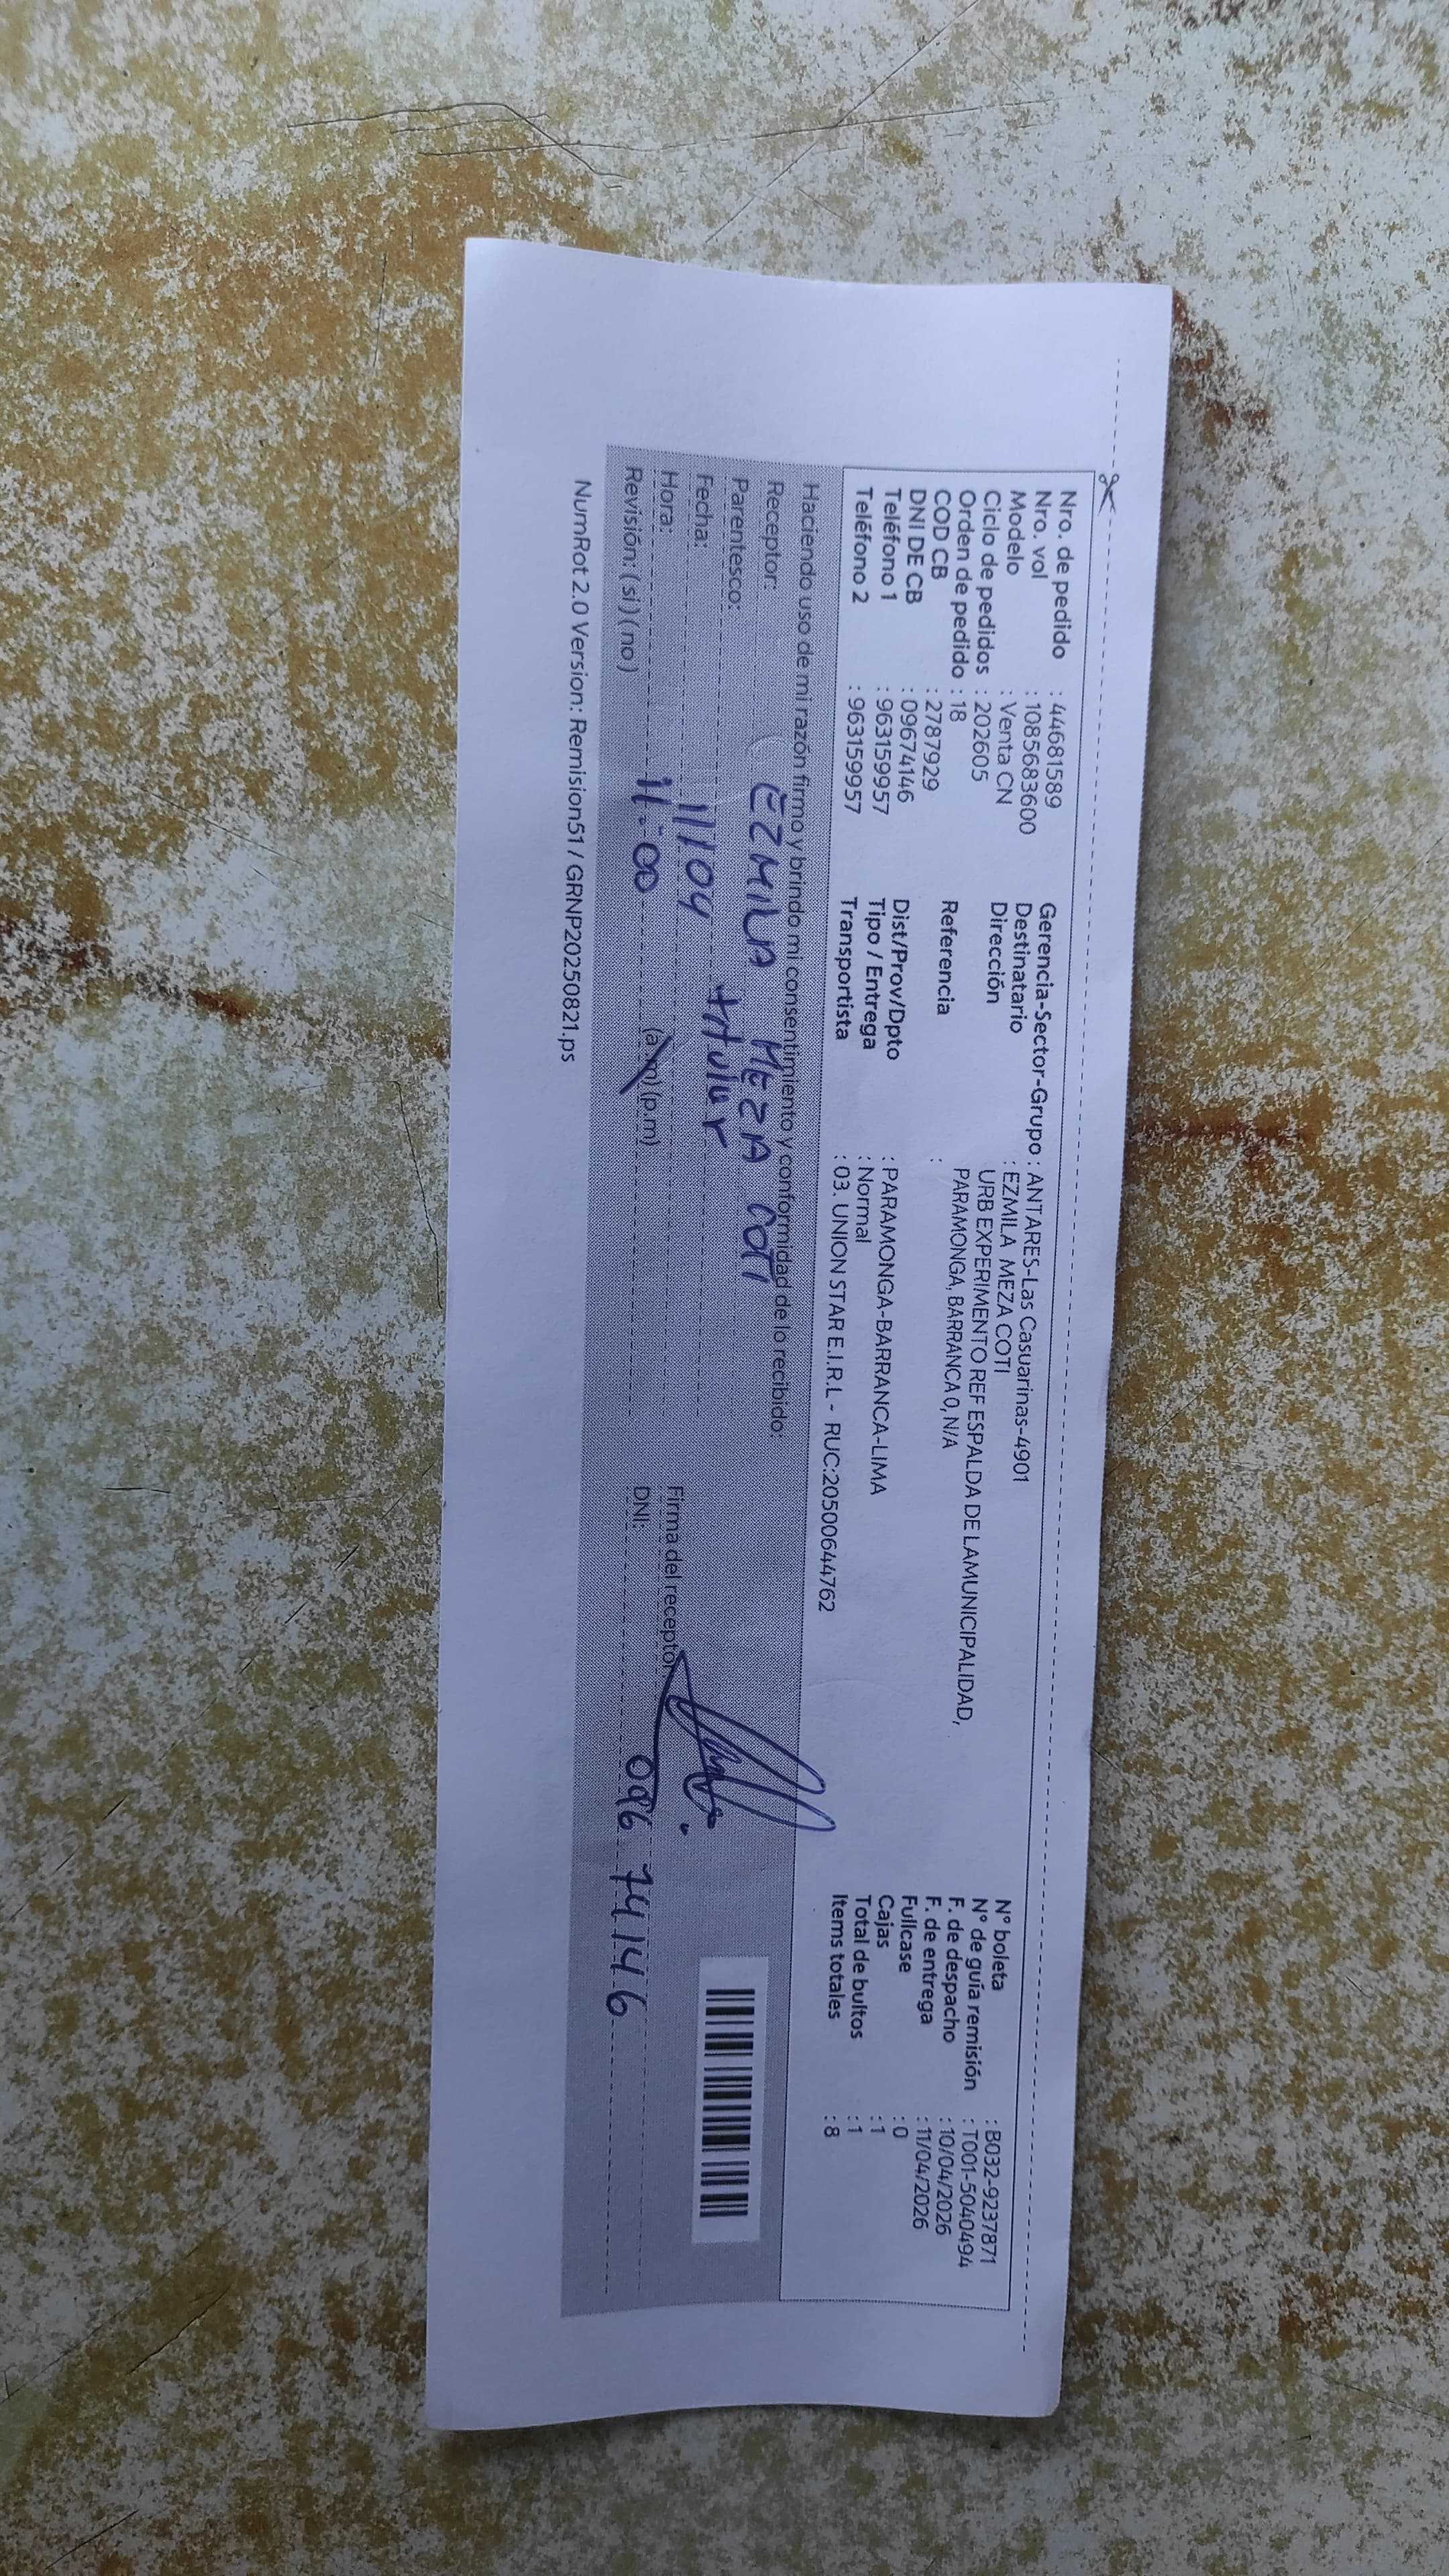 Nro. de pedido : 44681589
Nro. vol : 1085683600
Modelo : Venta CN
Ciclo de pedidos : 202605
Orden de pedido : 18
COD CB : 2787929
DNI DE CB : 09674146
Teléfono 1 : 963159957
Teléfono 2 : 963159957
Gerencia-Sector-Grupo : ANTARES-Las Casuarinas-4901
Destinatario : EZMILA MEZA COTI
Dirección URB EXPERIMENTO REF ESPALDA DE LAMUNICIPALIDAD,
PARAMONGA, BARRANCA 0, N/A
Referencia :
Dist/Prov/Dpto : PARAMONGA-BARRANCA-LIMA
Tipo / Entrega : Normal
Transportista : 03. UNION STAR E.I.R.L - RUC:20500644762
N° boleta : B032-9237871
N° de guía remisión : T001-5040494
F. de despacho : 10/04/2026
F. de entrega : 11/04/2026
Fullcase : 0
Cajas : 1
Total de bultos : 1
Items totales : 8
Haciendo uso de mi razón firmo y brindo mi consentimiento y conformidad de lo recibido:
Receptor: EZMILA MEZA COTI
Parentesco: titular
Fecha: 11/04
Hora: 11:00 (a.m) (p.m)
Revisión: (si) (no)
Firma del receptor
DNI: 096 74146
NumRot 2.0 Version: Remision51 / GRNP20250821.ps